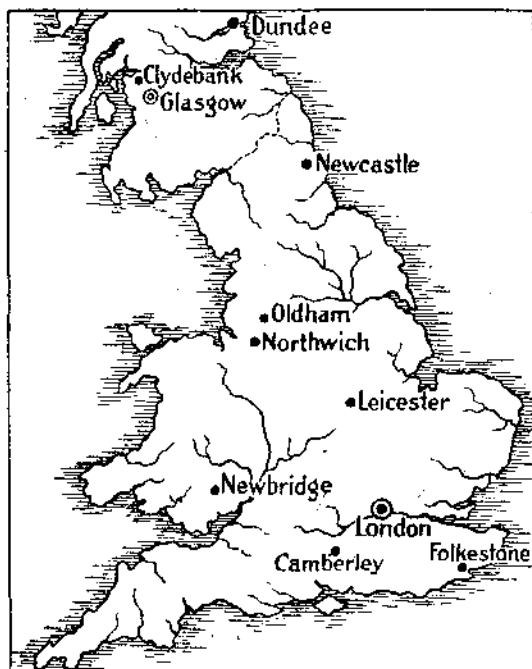 Dundee
Clydebank
Glasgow
Newcastle
Oldham
Northwich
Leicester
Newbridge
London
Camberley
Folkestone